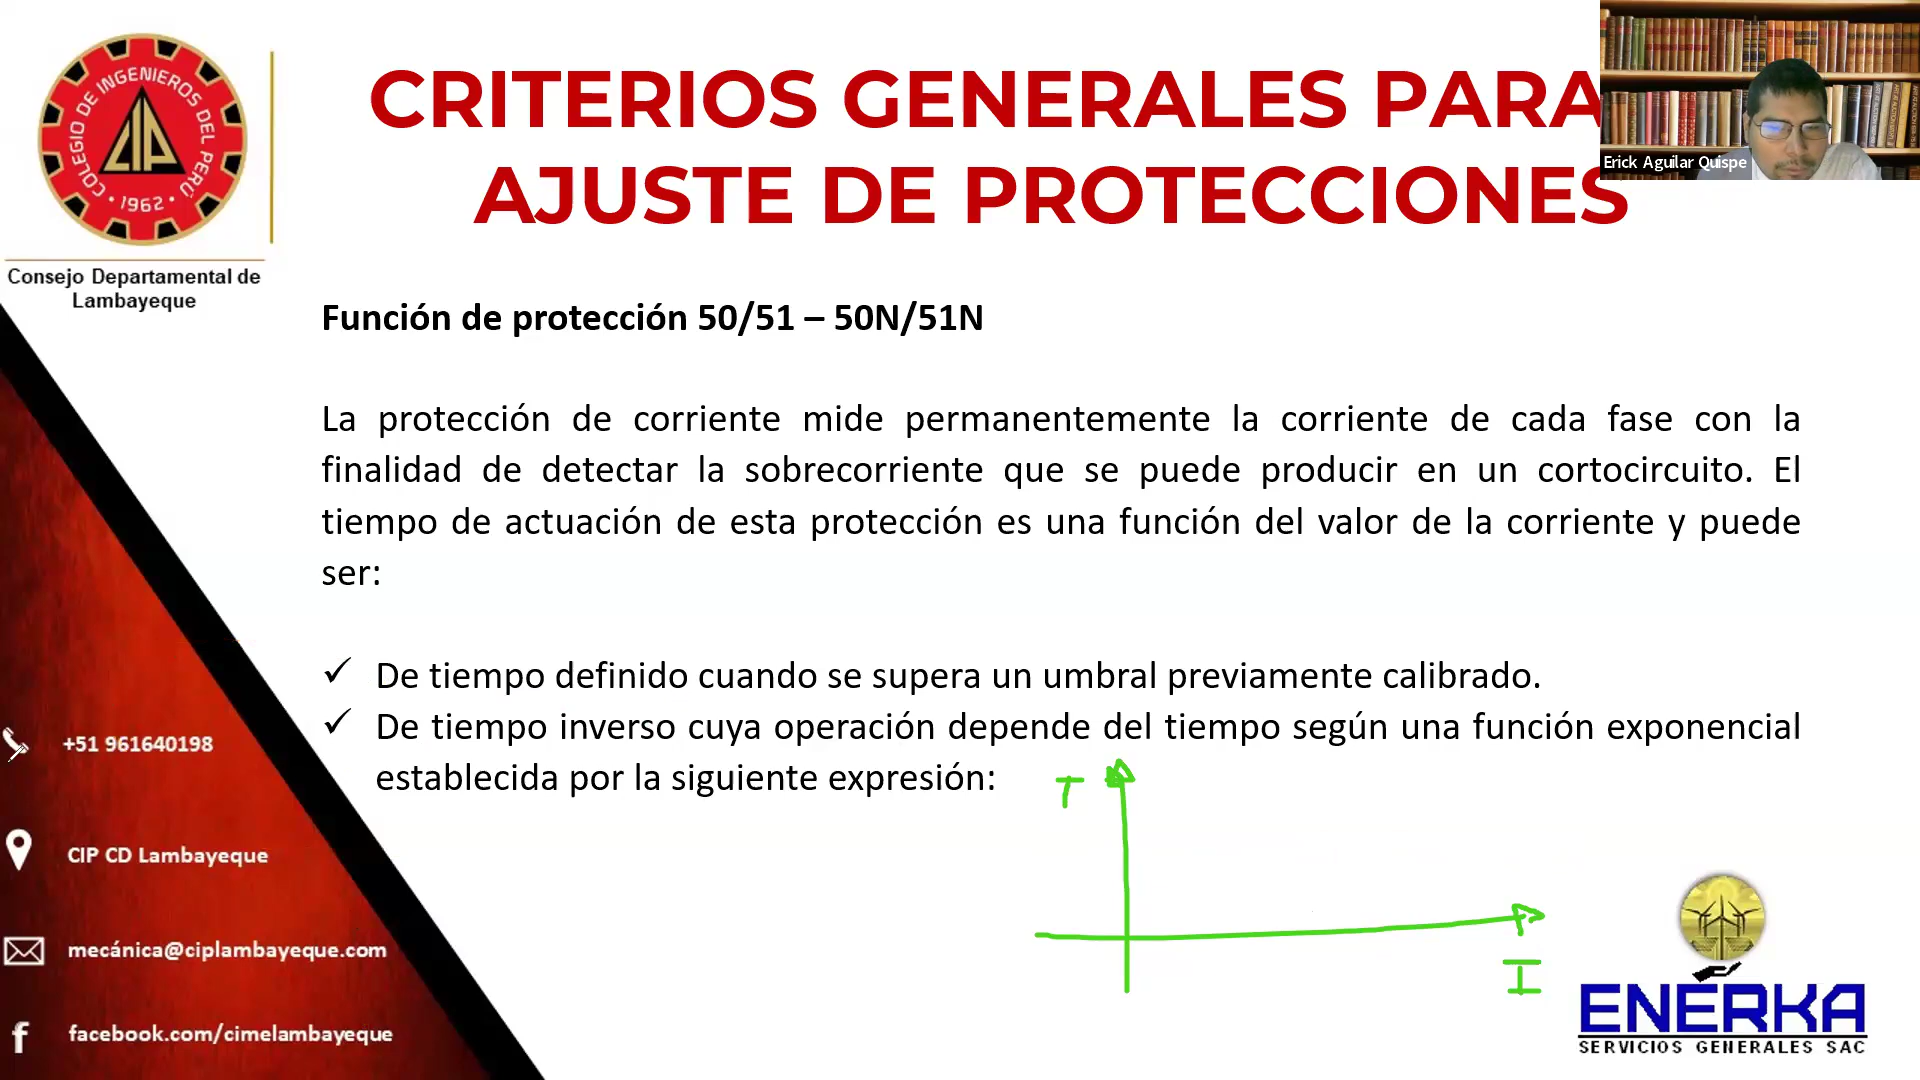 COLEGIO DE INGENIEROS DEL PERÚ
CIP
• 1962 •
Consejo Departamental de
Lambayeque
CRITERIOS GENERALES PARA
AJUSTE DE PROTECCIONES
Erick Aguilar Quispe
Función de protección 50/51 – 50N/51N
La protección de corriente mide permanentemente la corriente de cada fase con la
finalidad de detectar la sobrecorriente que se puede producir en un cortocircuito. El
tiempo de actuación de esta protección es una función del valor de la corriente y puede
ser:
✓ De tiempo definido cuando se supera un umbral previamente calibrado.
✓ De tiempo inverso cuya operación depende del tiempo según una función exponencial
establecida por la siguiente expresión:
T
I
+51 961640198
CIP CD Lambayeque
mecánica@ciplambayeque.com
facebook.com/cimelambayeque
ENERKA
SERVICIOS GENERALES SAC